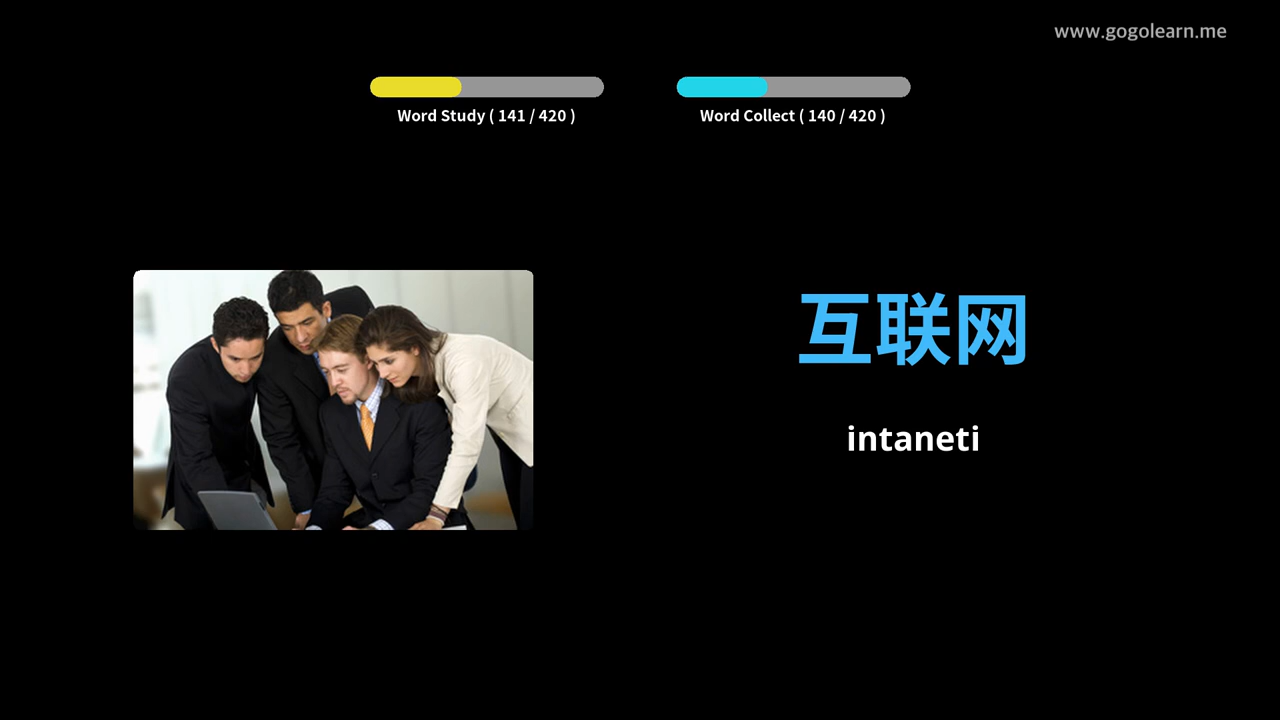 www.gogolearn.me
Word Study ( 141 / 420 )
Word Collect ( 140 / 420 )
互联网
intaneti